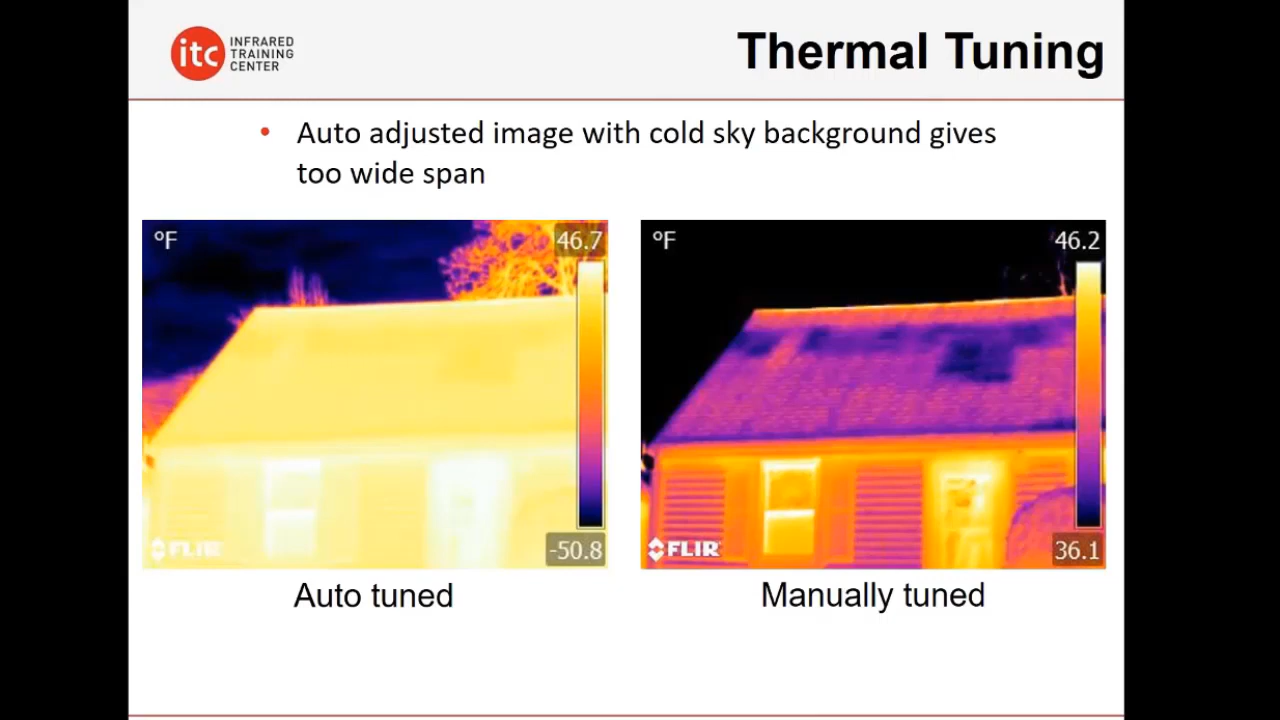 itc
INFRARED
TRAINING
CENTER
Thermal Tuning
• Auto adjusted image with cold sky background gives
too wide span
°F
46.7
-50.8
FLIR
°F
46.2
36.1
FLIR
Auto tuned
Manually tuned